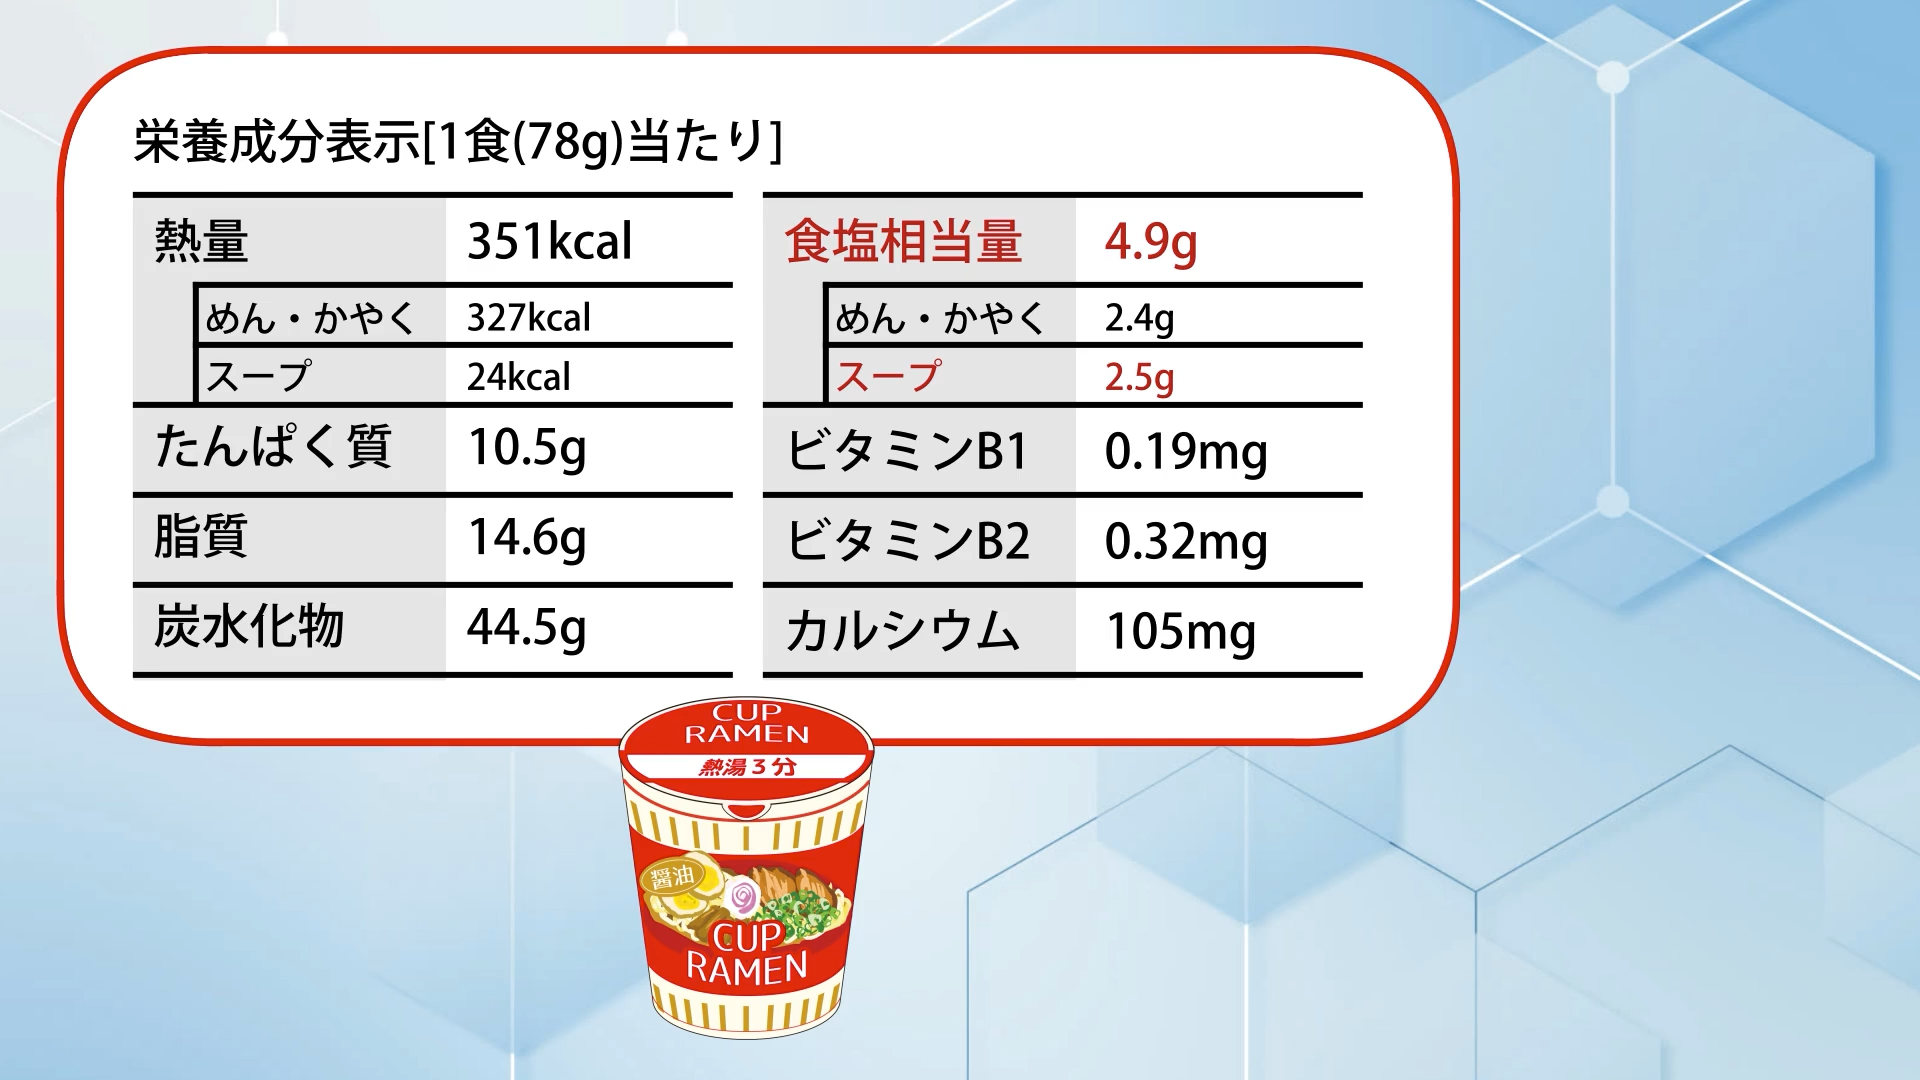 栄養成分表示[1食(78g)当たり]
熱量 351kcal
めん・かやく 327kcal
スープ 24kcal
たんぱく質 10.5g
脂質 14.6g
炭水化物 44.5g
食塩相当量 4.9g
めん・かやく 2.4g
スープ 2.5g
ビタミンB1 0.19mg
ビタミンB2 0.32mg
カルシウム 105mg
CUP
RAMEN
熱湯3分
醤油
CUP
RAMEN